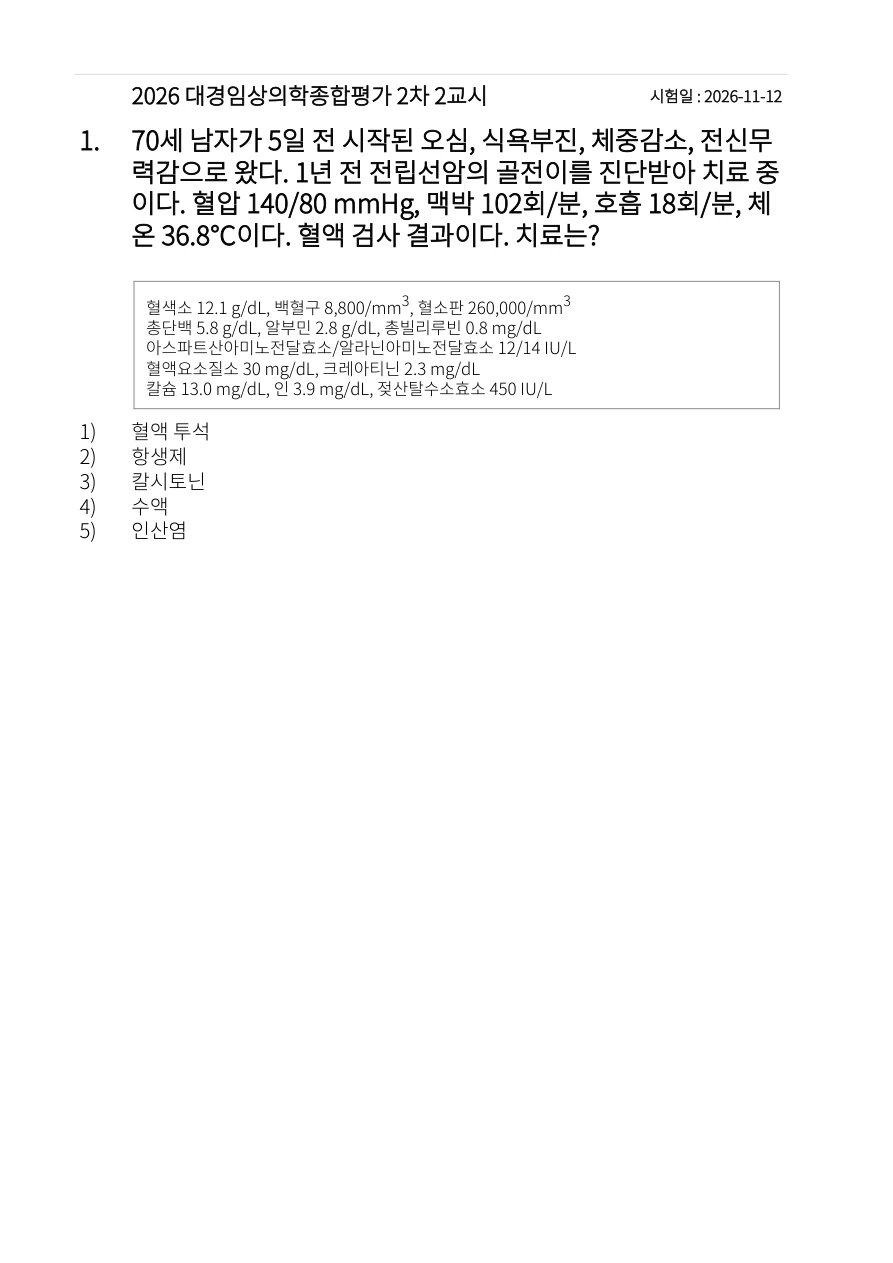 2026 대경임상의학종합평가 2차 2교시
시험일 : 2026-11-12
1. 70세 남자가 5일 전 시작된 오심, 식욕부진, 체중감소, 전신무
력감으로 왔다. 1년 전 전립선암의 골전이를 진단받아 치료 중
이다. 혈압 140/80 mmHg, 맥박 102회/분, 호흡 18회/분, 체
온 36.8℃이다. 혈액 검사 결과이다. 치료는?
혈색소 12.1 g/dL, 백혈구 8,800/mm³, 혈소판 260,000/mm³
총단백 5.8 g/dL, 알부민 2.8 g/dL, 총빌리루빈 0.8 mg/dL
아스파트산아미노전달효소/알라닌아미노전달효소 12/14 IU/L
혈액요소질소 30 mg/dL, 크레아티닌 2.3 mg/dL
칼슘 13.0 mg/dL, 인 3.9 mg/dL, 젖산탈수소효소 450 IU/L
1) 혈액 투석
2) 항생제
3) 칼시토닌
4) 수액
5) 인산염